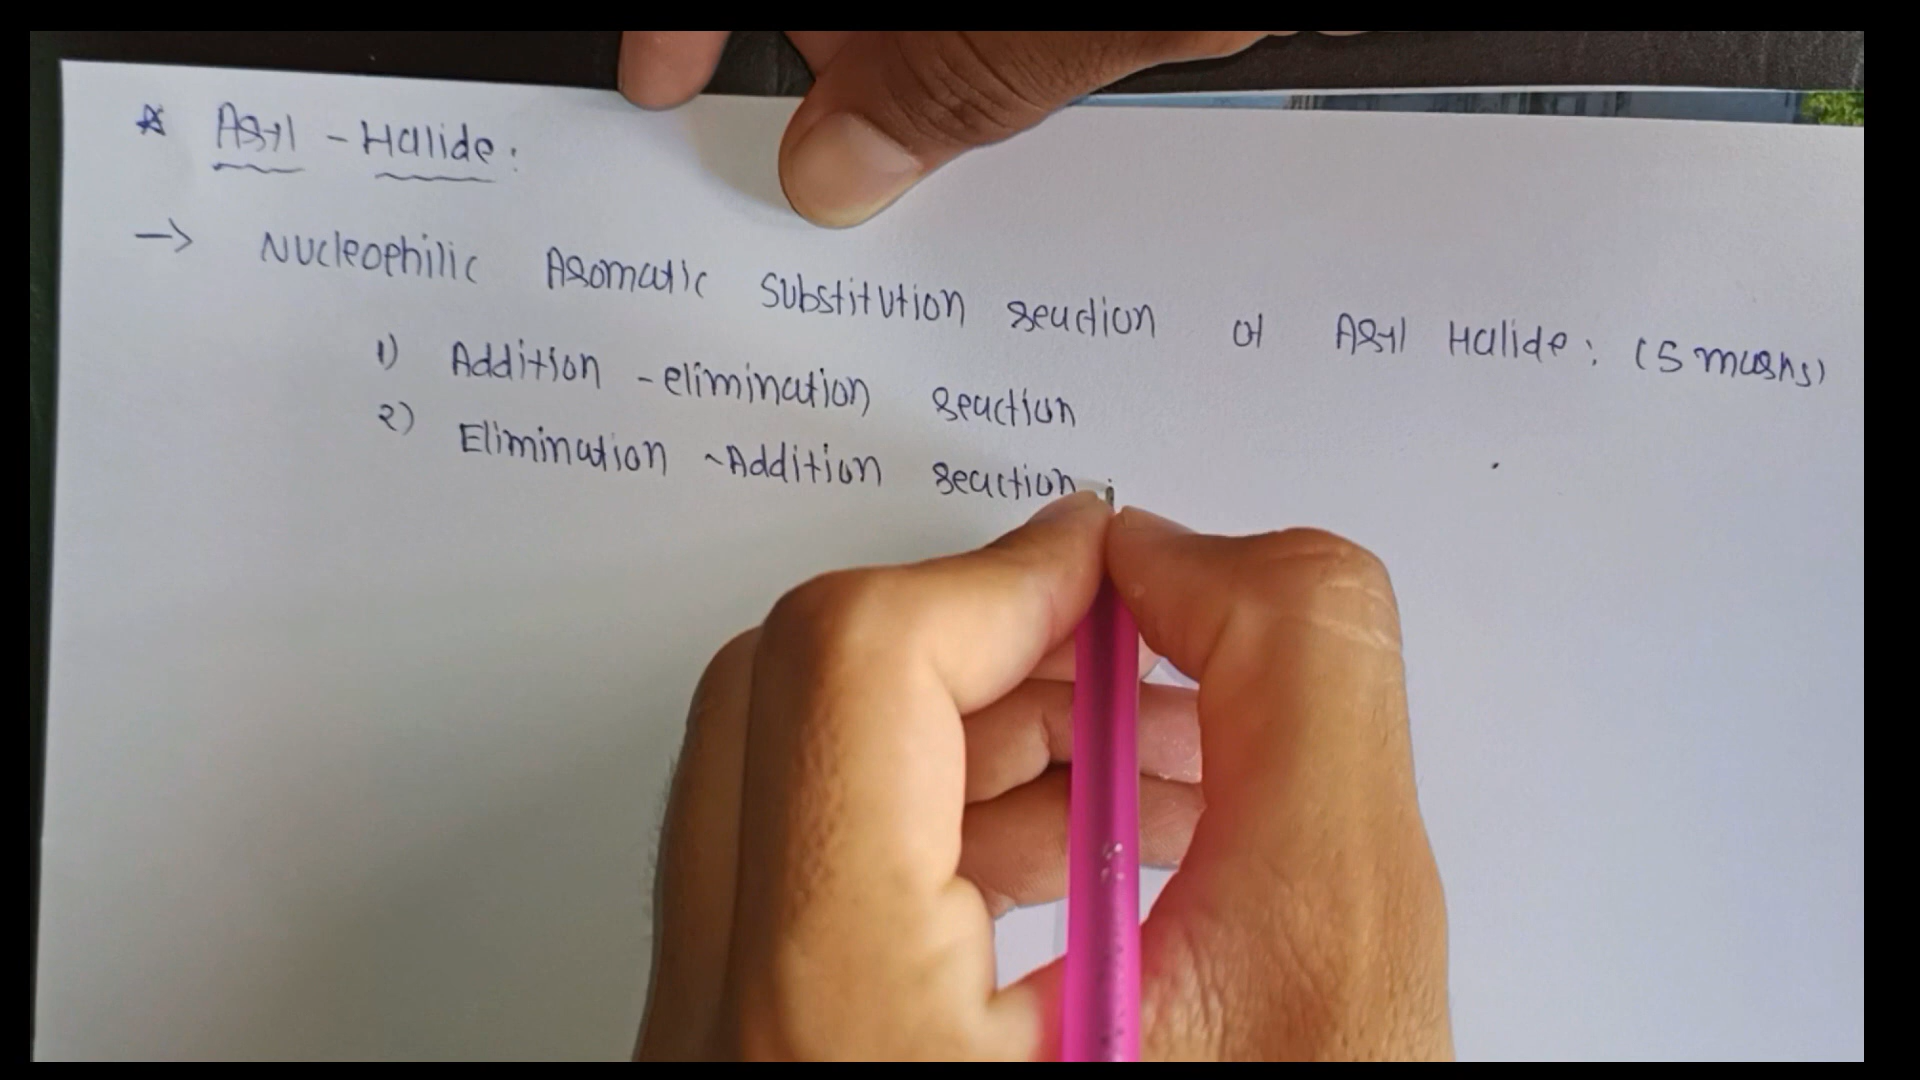 ☆ Aryl - Halide :
→ Nucleophilic Aromatic Substitution reaction of Aryl Halide : (5 marks)
1) Addition - elimination reaction
2) Elimination - Addition reaction :